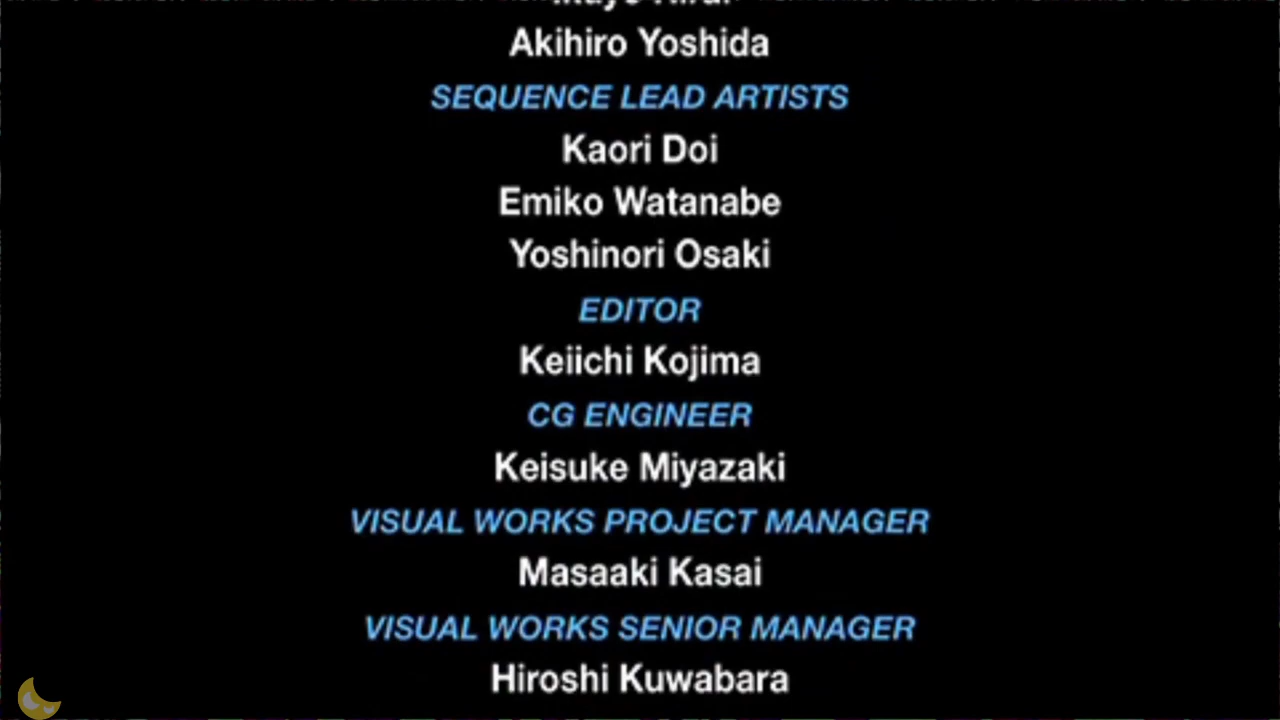 Akihiro Yoshida
SEQUENCE LEAD ARTISTS
Kaori Doi
Emiko Watanabe
Yoshinori Osaki
EDITOR
Keiichi Kojima
CG ENGINEER
Keisuke Miyazaki
VISUAL WORKS PROJECT MANAGER
Masaaki Kasai
VISUAL WORKS SENIOR MANAGER
Hiroshi Kuwabara